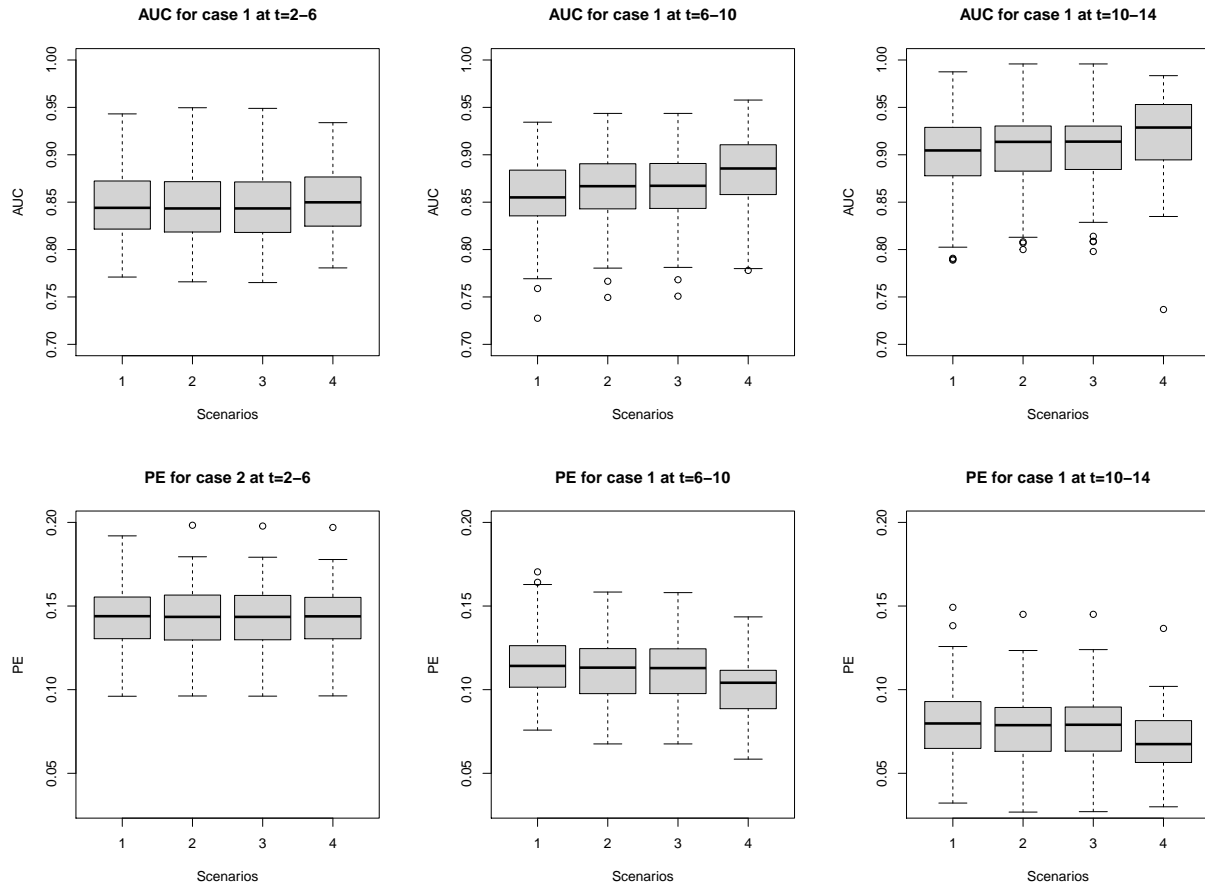 AUC for case 1 at t=2−6
AUC
1.00
0.95
0.90
0.85
0.80
0.75
0.70
1 2 3 4
Scenarios
AUC for case 1 at t=6−10
AUC
1.00
0.95
0.90
0.85
0.80
0.75
0.70
1 2 3 4
Scenarios
AUC for case 1 at t=10−14
AUC
1.00
0.95
0.90
0.85
0.80
0.75
0.70
1 2 3 4
Scenarios
PE for case 2 at t=2−6
PE
0.20
0.15
0.10
0.05
1 2 3 4
Scenarios
PE for case 1 at t=6−10
PE
0.20
0.15
0.10
0.05
1 2 3 4
Scenarios
PE for case 1 at t=10−14
PE
0.20
0.15
0.10
0.05
1 2 3 4
Scenarios